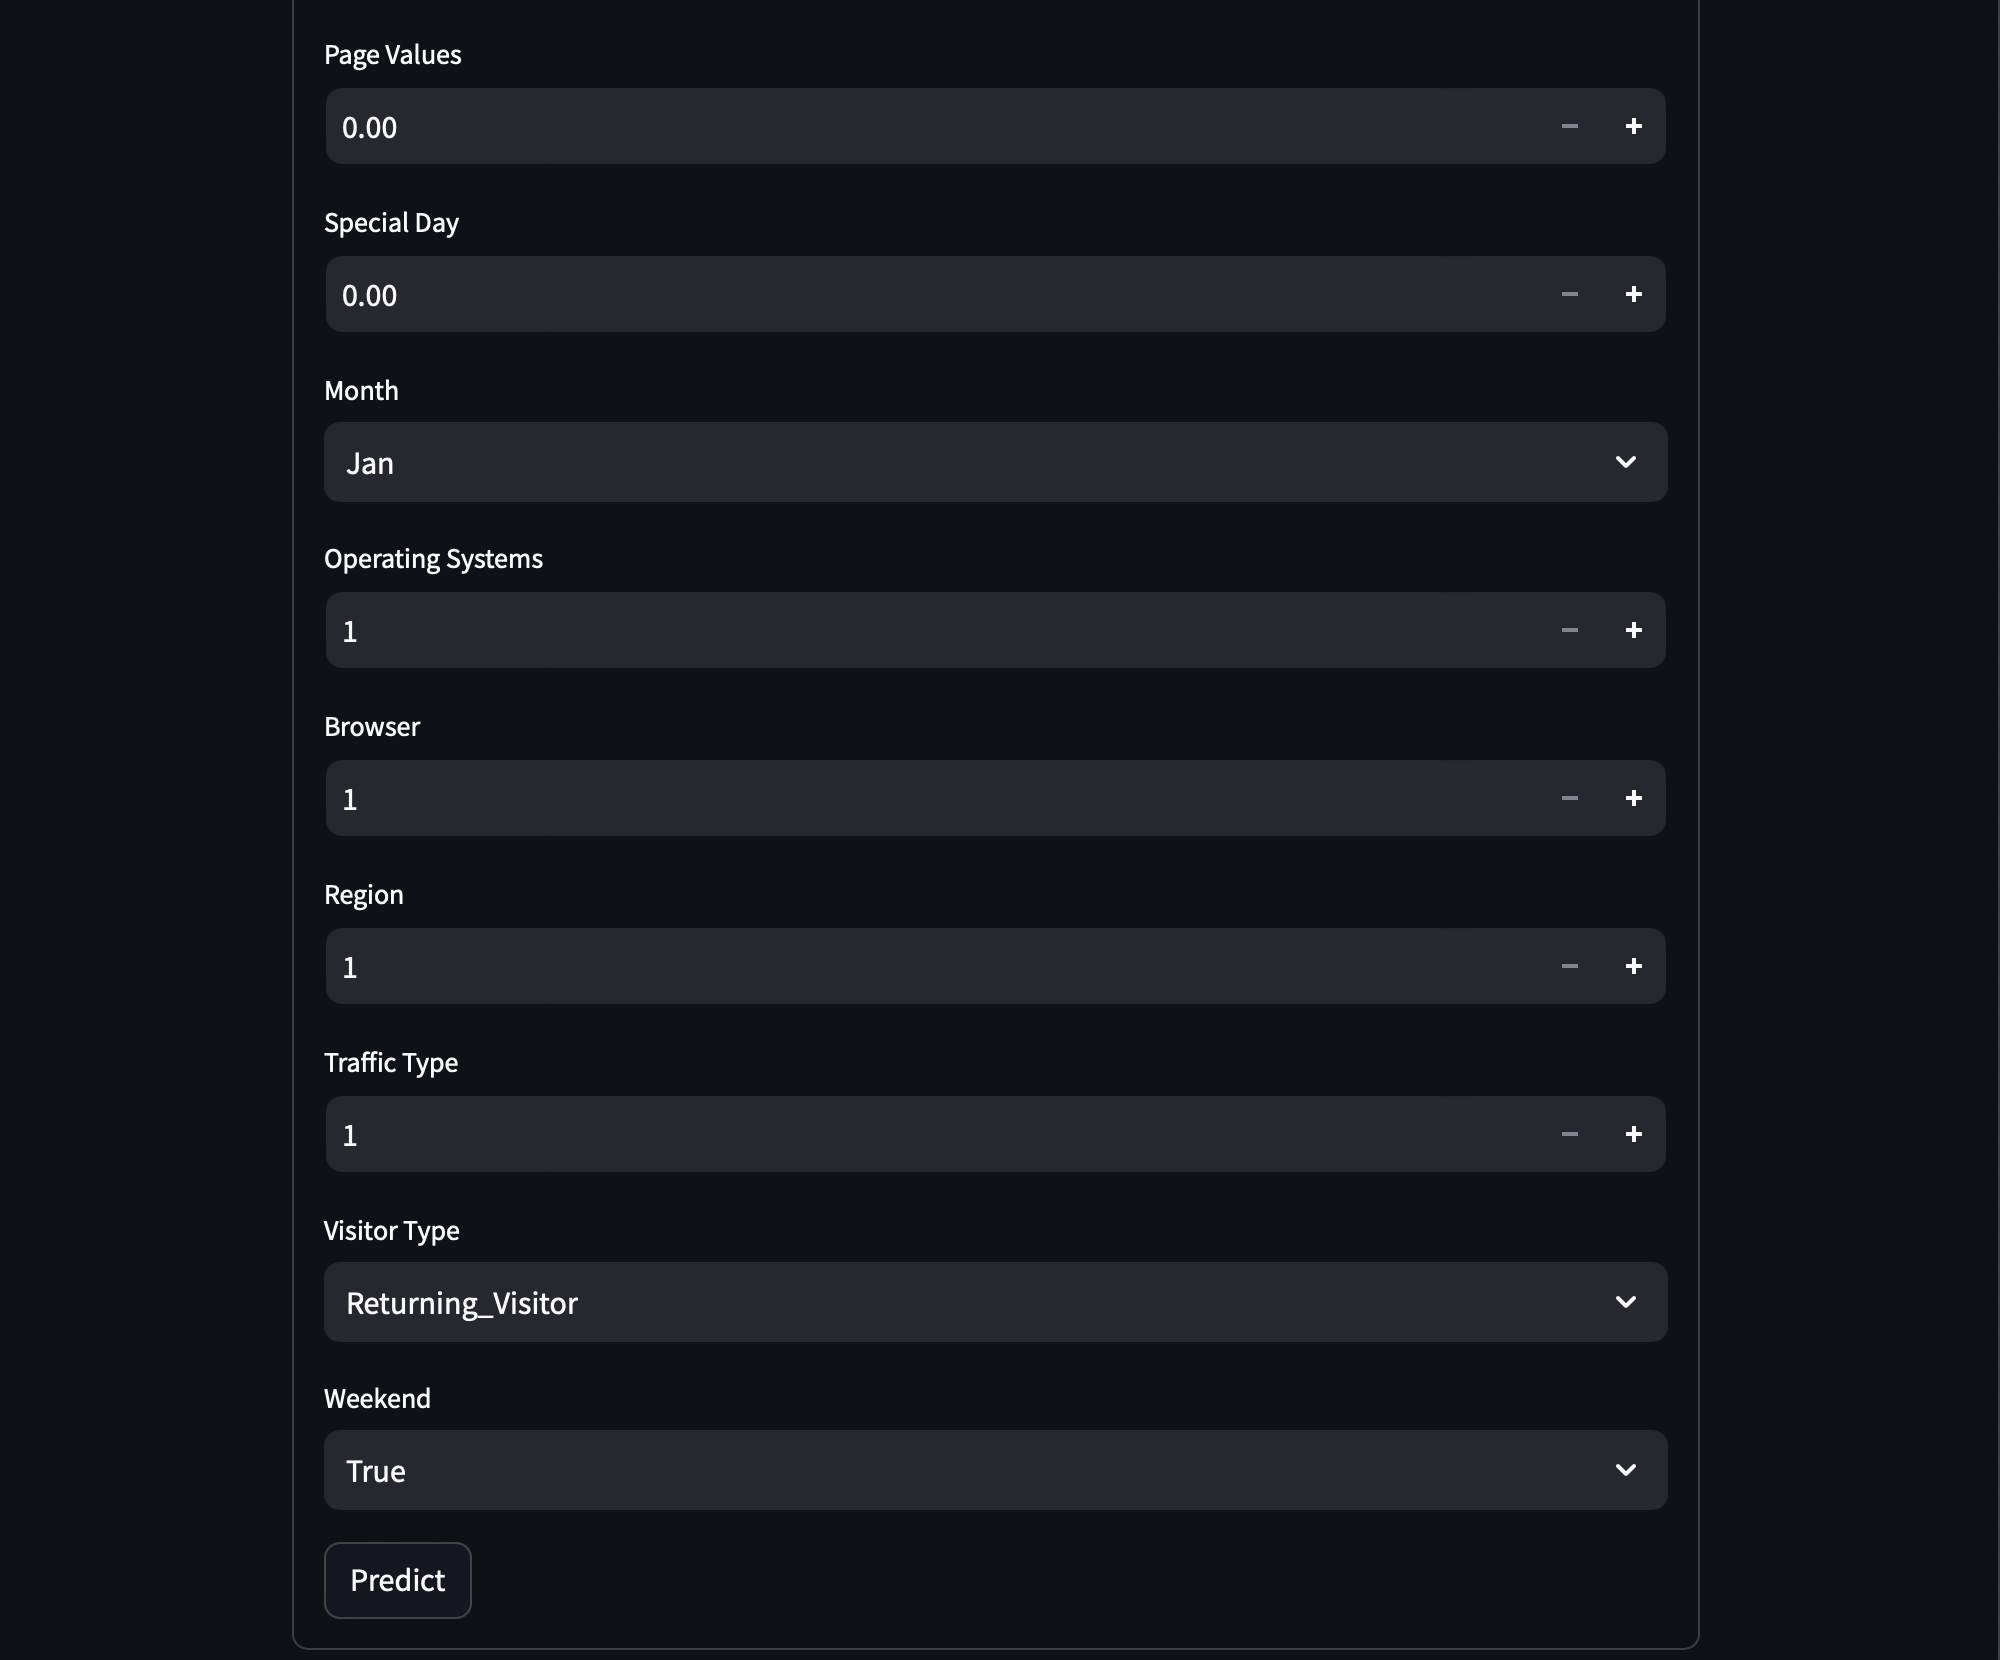 Page Values
0.00
Special Day
0.00
Month
Jan
Operating Systems
1
Browser
1
Region
1
Traffic Type
1
Visitor Type
Returning_Visitor
Weekend
True
Predict